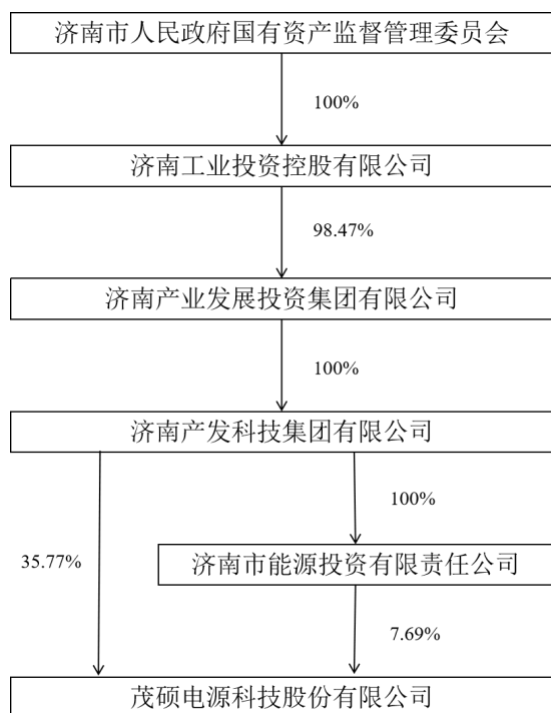 济南市人民政府国有资产监督管理委员会
100%
济南工业投资控股有限公司
98.47%
济南产业发展投资集团有限公司
100%
济南产发科技集团有限公司
100%
35.77%
济南市能源投资有限责任公司
7.69%
茂硕电源科技股份有限公司